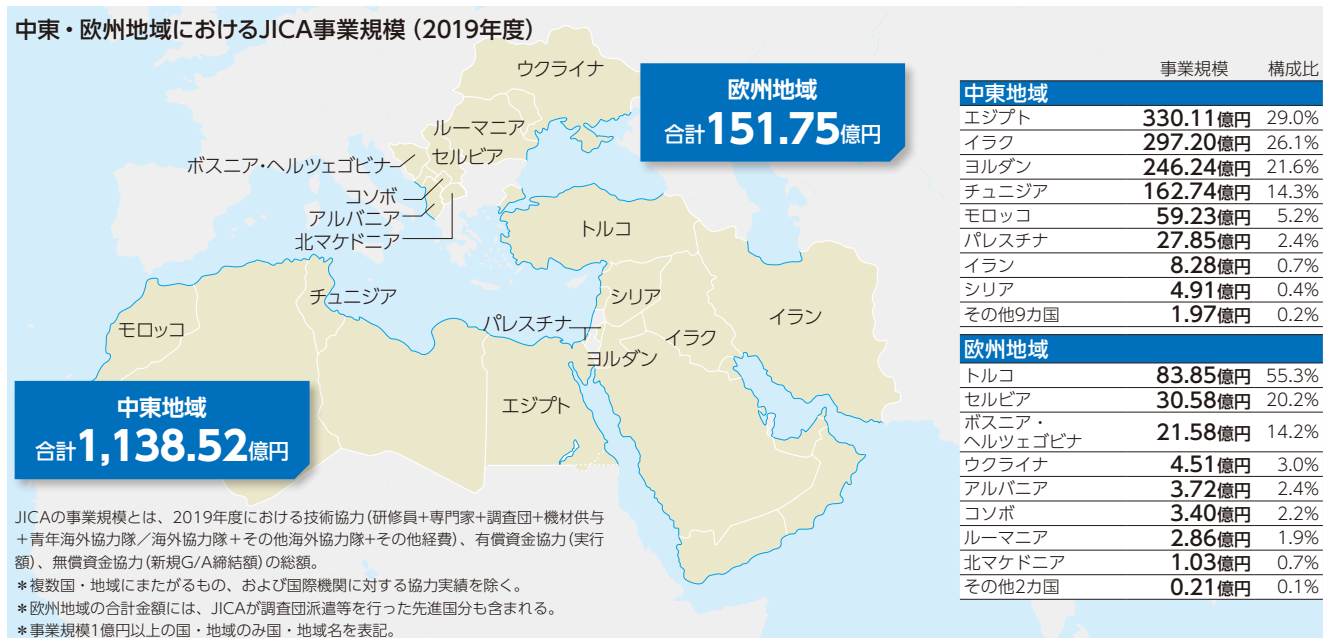 中東・欧州地域におけるJICA事業規模（2019年度）
ウクライナ
ルーマニア
セルビア
ボスニア・ヘルツェゴビナ
コソボ
アルバニア
北マケドニア
トルコ
チュニジア
モロッコ
シリア
パレスチナ
イラク
イラン
ヨルダン
エジプト
欧州地域
合計151.75億円
中東地域
合計1,138.52億円
JICAの事業規模とは、2019年度における技術協力（研修員+専門家+調査団+機材供与
+青年海外協力隊／海外協力隊+その他海外協力隊+その他経費）、有償資金協力（実行
額）、無償資金協力（新規G/A締結額）の総額。
＊複数国・地域にまたがるもの、および国際機関に対する協力実績を除く。
＊欧州地域の合計金額には、JICAが調査団派遣等を行った先進国分も含まれる。
＊事業規模1億円以上の国・地域のみ国・地域名を表記。
事業規模 構成比
中東地域
エジプト 330.11億円 29.0%
イラク 297.20億円 26.1%
ヨルダン 246.24億円 21.6%
チュニジア 162.74億円 14.3%
モロッコ 59.23億円 5.2%
パレスチナ 27.85億円 2.4%
イラン 8.28億円 0.7%
シリア 4.91億円 0.4%
その他9カ国 1.97億円 0.2%
欧州地域
トルコ 83.85億円 55.3%
セルビア 30.58億円 20.2%
ボスニア・
ヘルツェゴビナ 21.58億円 14.2%
ウクライナ 4.51億円 3.0%
アルバニア 3.72億円 2.4%
コソボ 3.40億円 2.2%
ルーマニア 2.86億円 1.9%
北マケドニア 1.03億円 0.7%
その他2カ国 0.21億円 0.1%